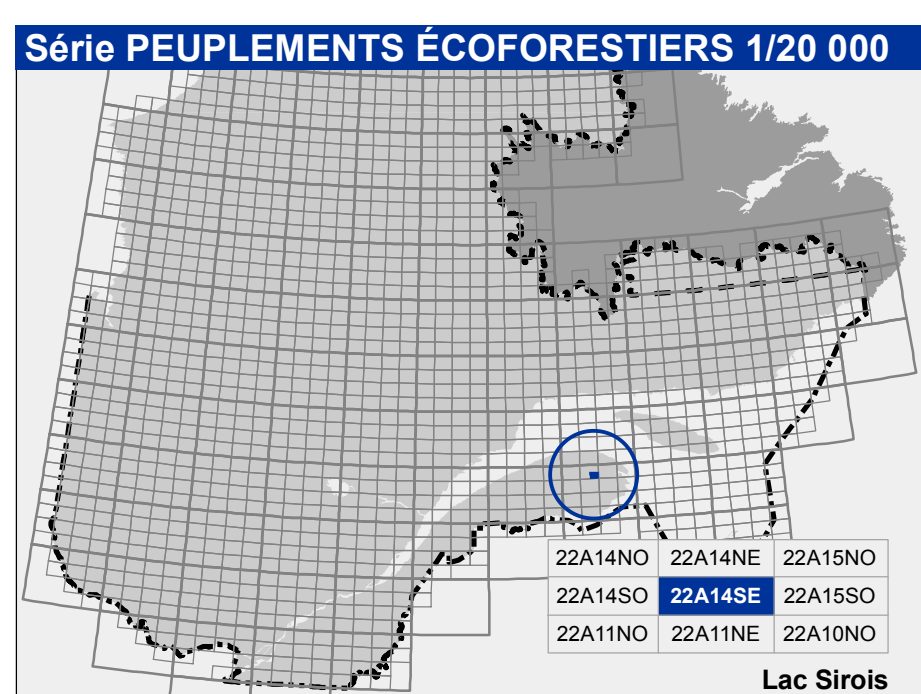 Série PEUPLEMENTS ÉCOFORESTIERS 1/20 000
22A14NO 22A14NE 22A15NO
22A14SO 22A14SE 22A15SO
22A11NO 22A11NE 22A10NO
Lac Sirois